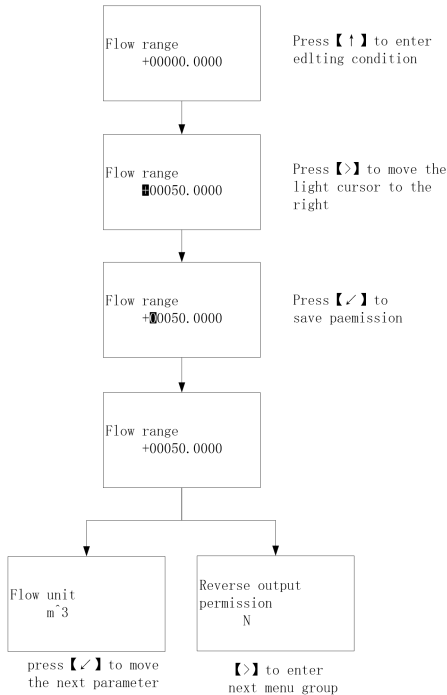 Flow range
+00000.0000
Press【↑】to enter
edlting condition
Flow range
+00050.0000
Press【>】to move the
light cursor to the
right
Flow range
+00050.0000
Press【↙】to
save paemission
Flow range
+00050.0000
Flow unit
m^3
press【↙】to move
the next parameter
Reverse output
permission
N
【>】to enter
next menu group